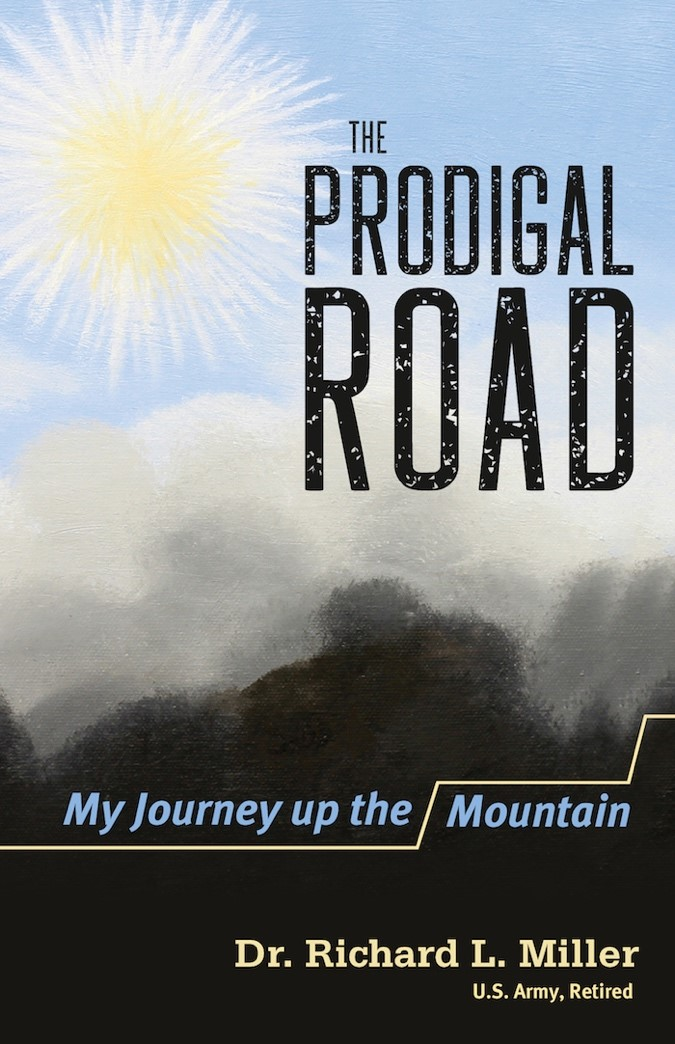 THE
PRODIGAL
ROAD
My Journey up the Mountain
Dr. Richard L. Miller
U.S. Army, Retired